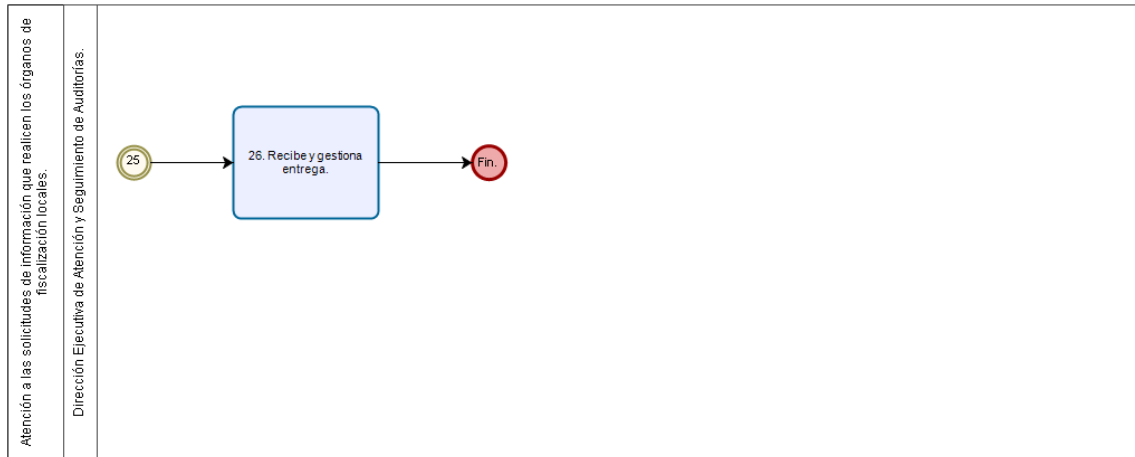 Atención a las solicitudes de información que realicen los órganos de
fiscalización locales.
Dirección Ejecutiva de Atención y Seguimiento de Auditorías.
25
26. Recibe y gestiona
entrega.
Fin.